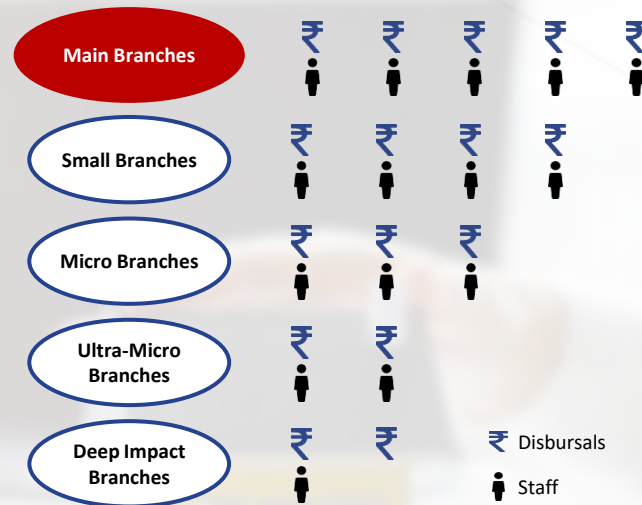 ₹ ₹ ₹ ₹ ₹
Main Branches
₹ ₹ ₹ ₹
Small Branches
₹ ₹ ₹
Micro Branches
₹ ₹
Ultra-Micro
Branches
₹ ₹
Deep Impact
Branches
₹ Disbursals
Staff